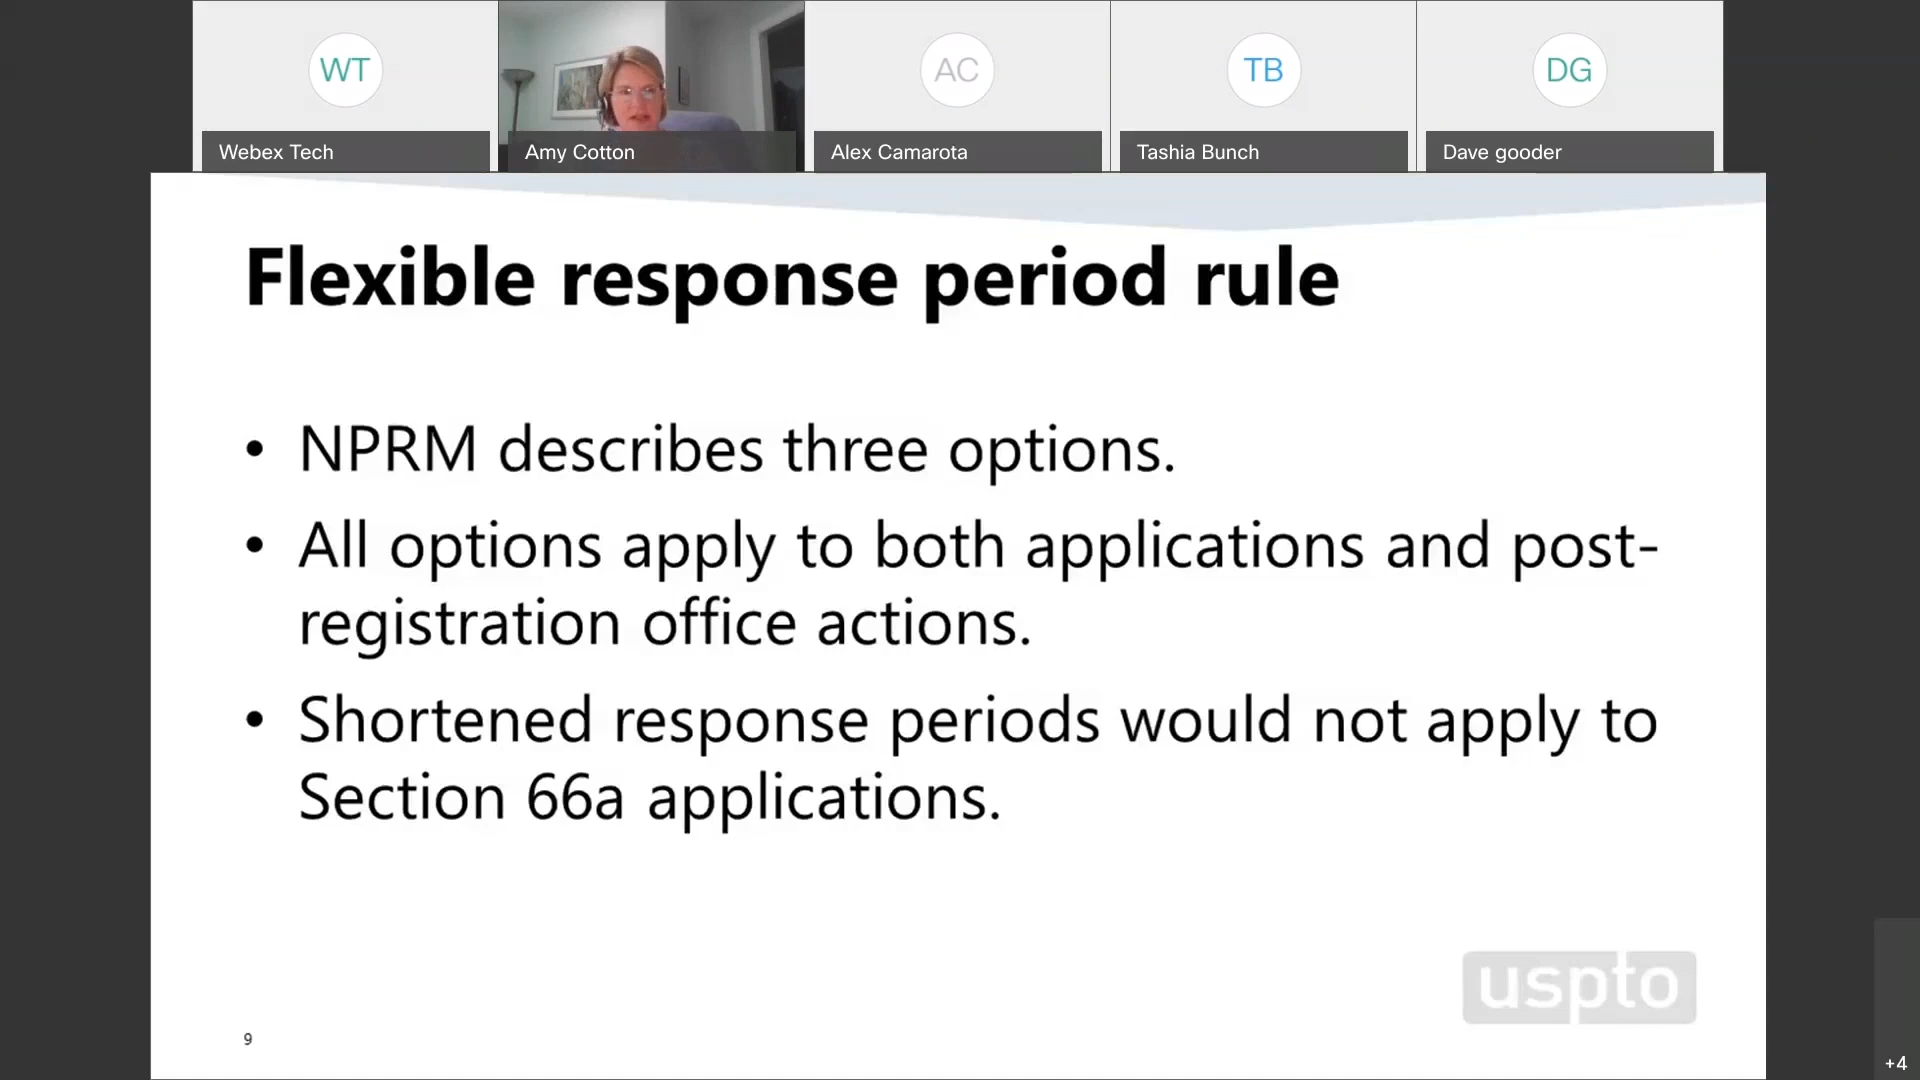 WT
AC
TB
DG
Webex Tech
Amy Cotton
Alex Camarota
Tashia Bunch
Dave gooder
Flexible response period rule
• NPRM describes three options.
• All options apply to both applications and post-
registration office actions.
• Shortened response periods would not apply to
Section 66a applications.
uspto
9
+4